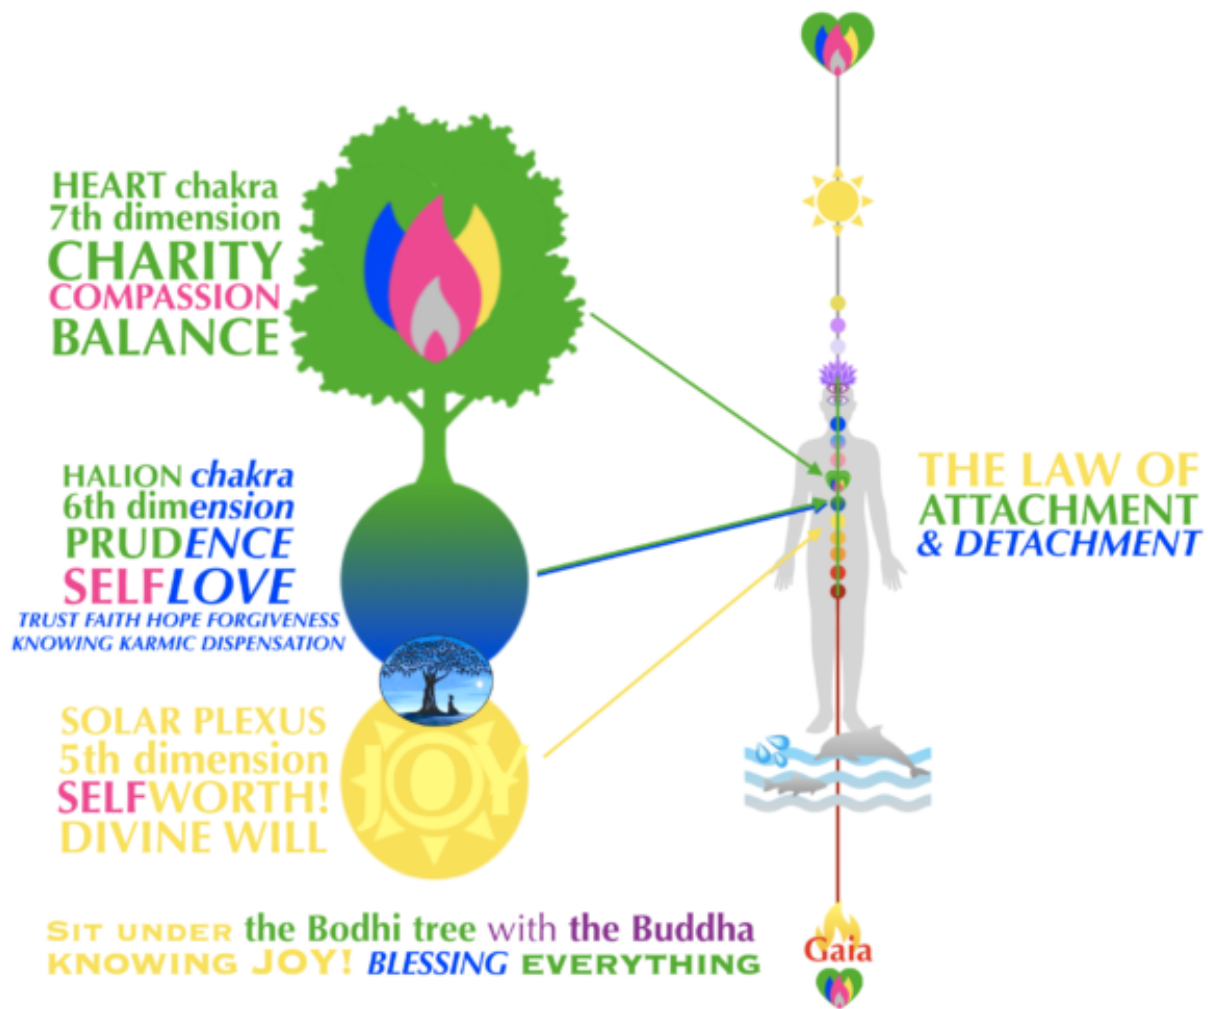 HEART chakra
7th dimension
CHARITY
COMPASSION
BALANCE
HALION chakra
6th dimension
PRUDENCE
SELFLOVE
TRUST FAITH HOPE FORGIVENESS
KNOWING KARMIC DISPENSATION
SOLAR PLEXUS
5th dimension
SELFWORTH!
DIVINE WILL
JOY
THE LAW OF
ATTACHMENT
& DETACHMENT
SIT UNDER the Bodhi tree with the Buddha
KNOWING JOY! BLESSING EVERYTHING
Gaia